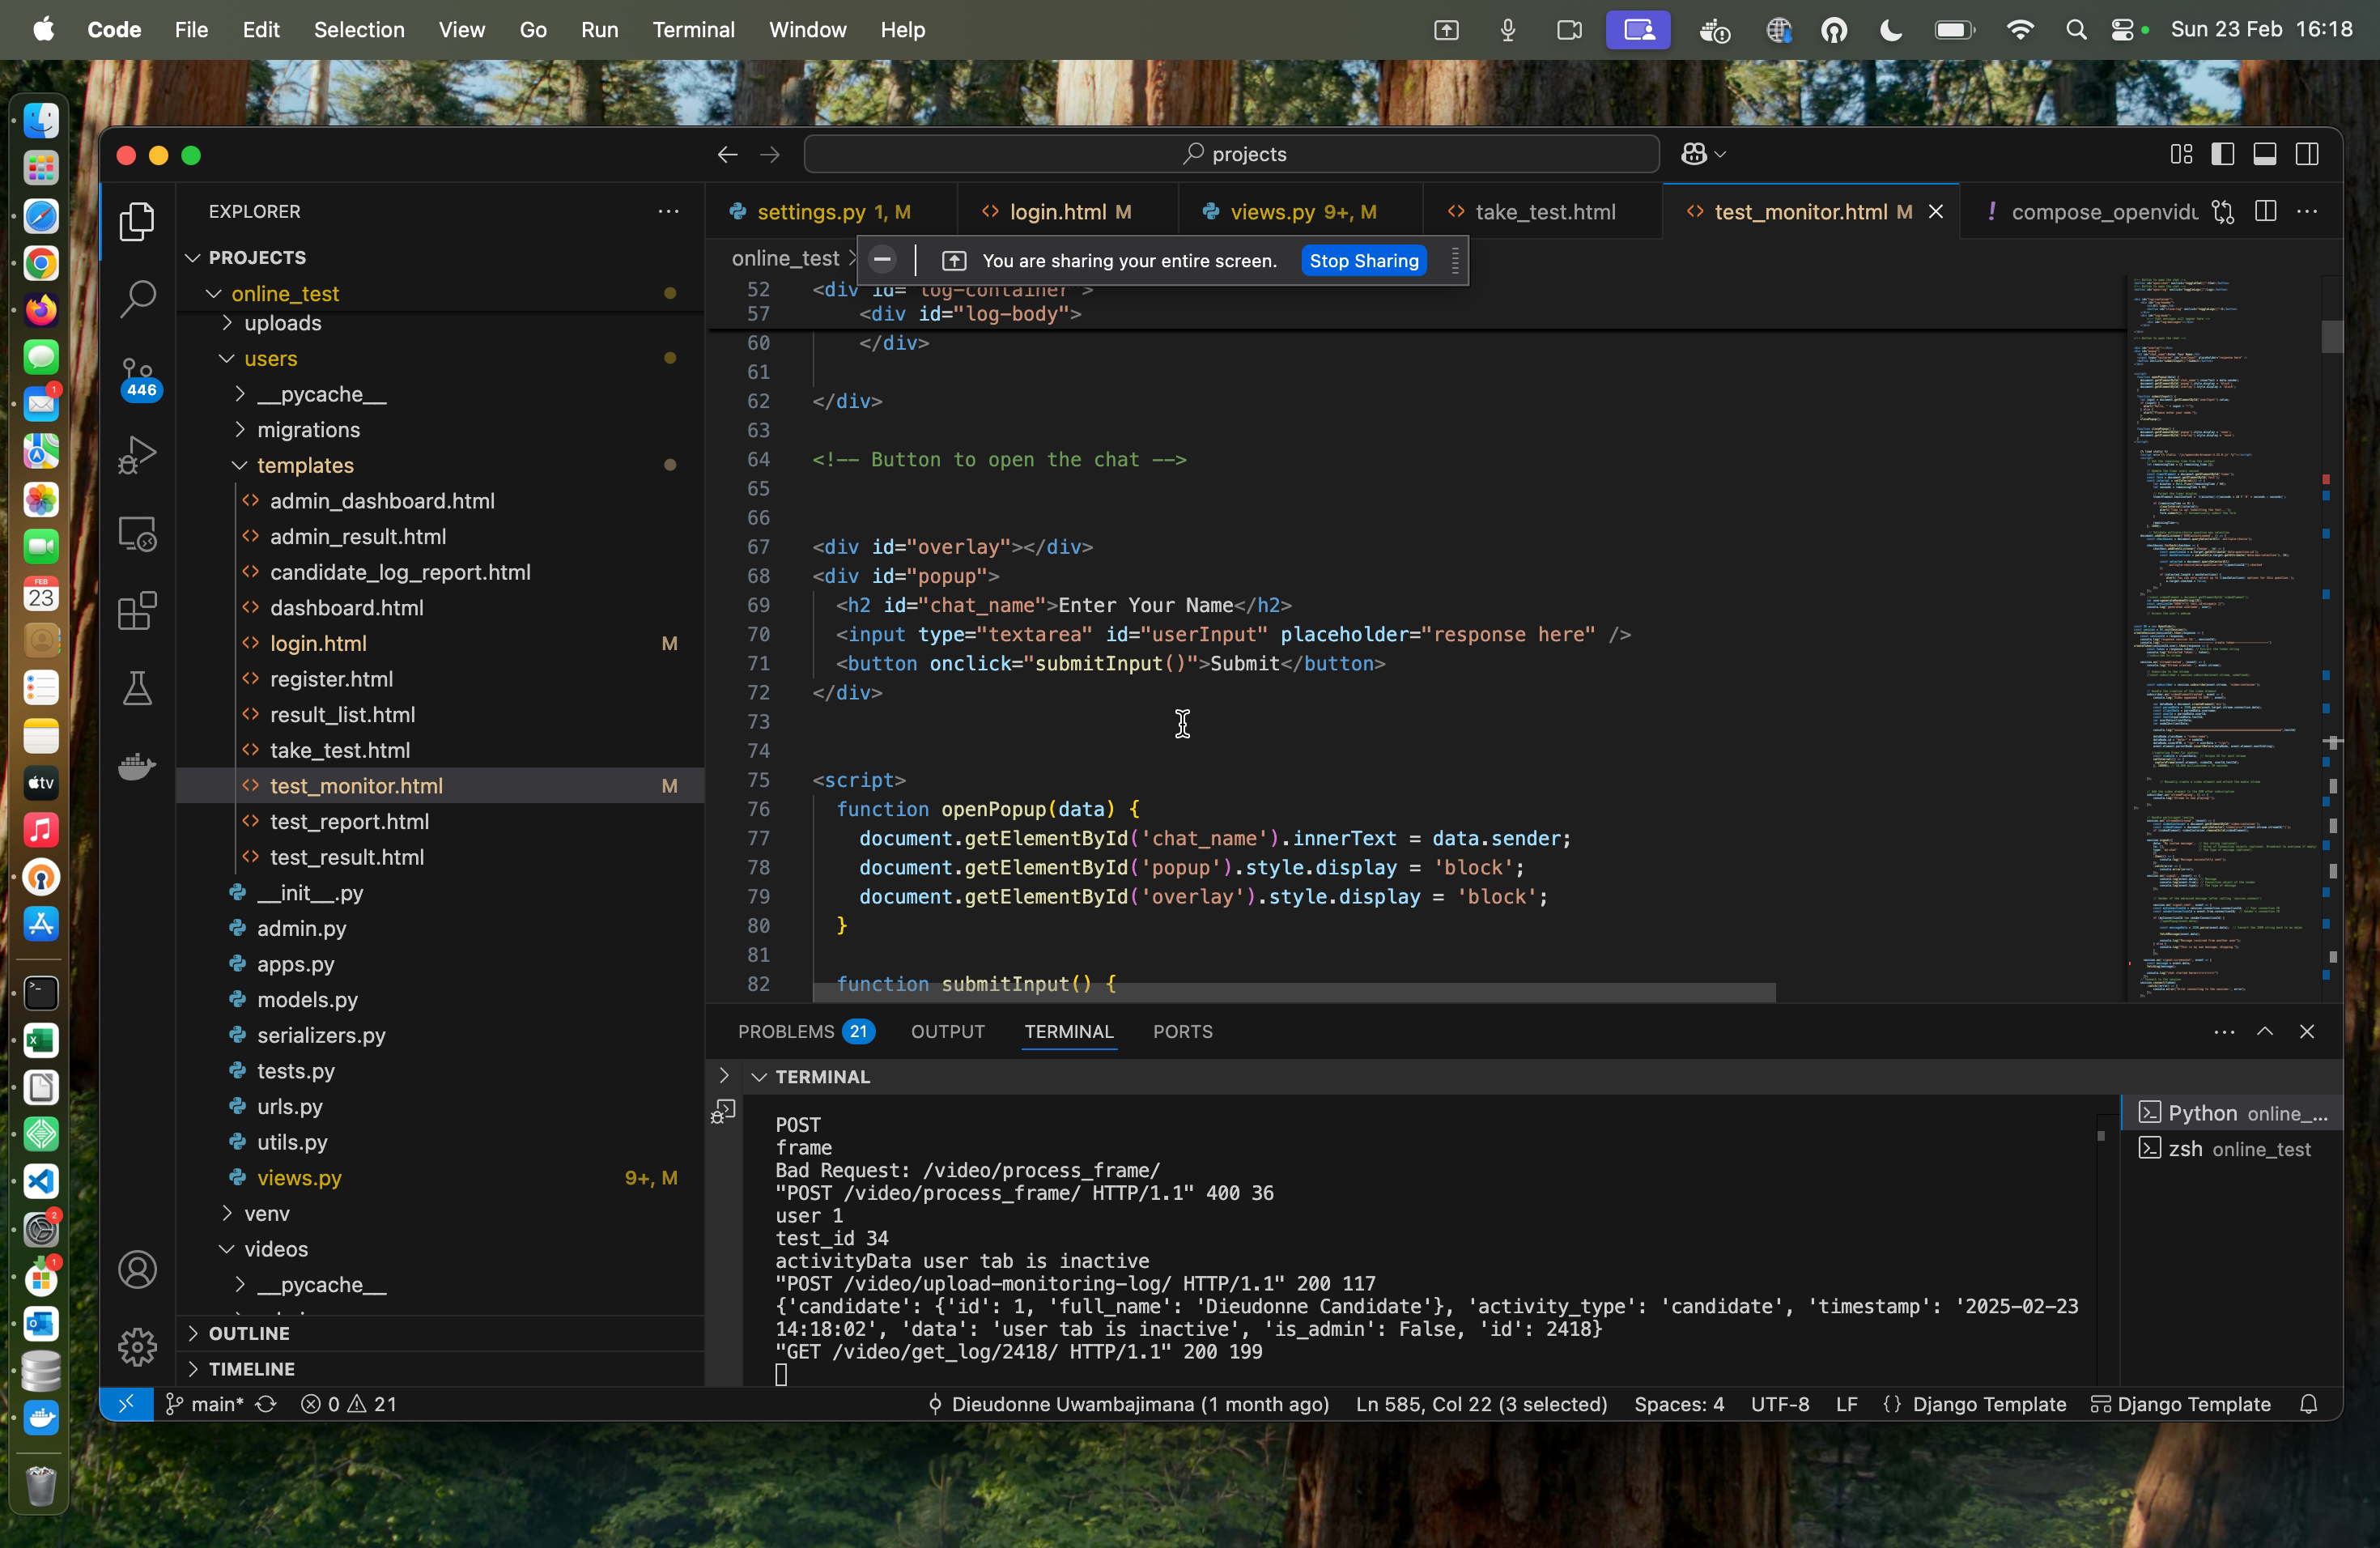 Code File Edit Selection View Go Run Terminal Window Help Sun 23 Feb 16:18
projects
EXPLORER
PROJECTS
online_test
uploads
users
__pycache__
migrations
templates
admin_dashboard.html
admin_result.html
candidate_log_report.html
dashboard.html
login.html M
register.html
result_list.html
take_test.html
test_monitor.html M
test_report.html
test_result.html
__init__.py
admin.py
apps.py
models.py
serializers.py
tests.py
urls.py
utils.py
views.py 9+, M
venv
videos
__pycache__
OUTLINE
TIMELINE
446
FEB
23
1
tv
2
1
settings.py 1, M login.html M views.py 9+, M take_test.html test_monitor.html M compose_openvidu
online_test
You are sharing your entire screen. Stop Sharing
52 <div id="log-container">
57 <div id="log-body">
60 </div>
61
62 </div>
63
64 <!-- Button to open the chat -->
65
66
67 <div id="overlay"></div>
68 <div id="popup">
69 <h2 id="chat_name">Enter Your Name</h2>
70 <input type="textarea" id="userInput" placeholder="response here" />
71 <button onclick="submitInput()">Submit</button>
72 </div>
73
74
75 <script>
76 function openPopup(data) {
77 document.getElementById('chat_name').innerText = data.sender;
78 document.getElementById('popup').style.display = 'block';
79 document.getElementById('overlay').style.display = 'block';
80 }
81
82 function submitInput() {
PROBLEMS 21 OUTPUT TERMINAL PORTS
TERMINAL
POST
frame
Bad Request: /video/process_frame/
"POST /video/process_frame/ HTTP/1.1" 400 36
user 1
test_id 34
activityData user tab is inactive
"POST /video/upload-monitoring-log/ HTTP/1.1" 200 117
{'candidate': {'id': 1, 'full_name': 'Dieudonne Candidate'}, 'activity_type': 'candidate', 'timestamp': '2025-02-23
14:18:02', 'data': 'user tab is inactive', 'is_admin': False, 'id': 2418}
"GET /video/get_log/2418/ HTTP/1.1" 200 199
Python online_...
zsh online_test
main* 0 21 Dieudonne Uwambajimana (1 month ago) Ln 585, Col 22 (3 selected) Spaces: 4 UTF-8 LF {} Django Template Django Template